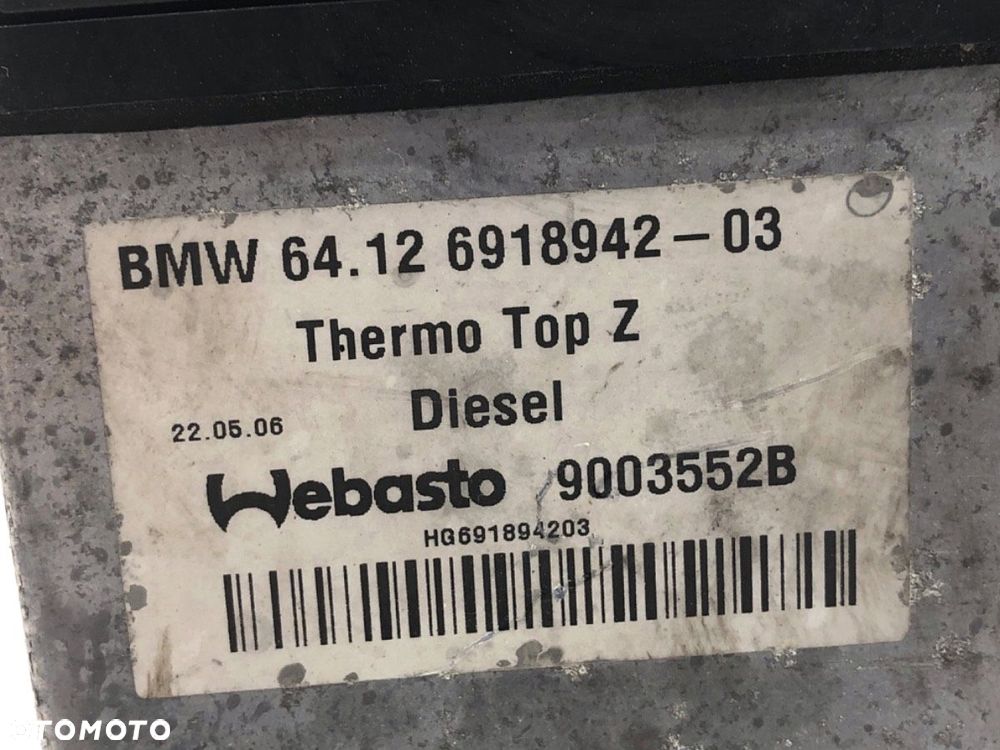 BMW 64.12 6918942-03
Thermo Top Z
Diesel
22.05.06
Webasto 9003552B
HG691894203
OTOMOTO